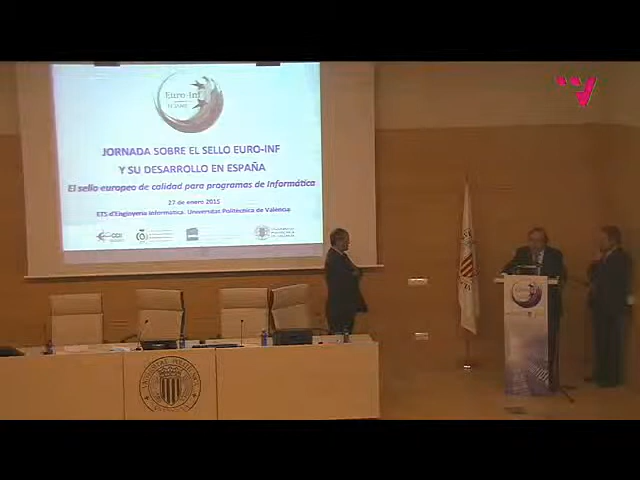 Euro-Inf
JORNADA SOBRE EL SELLO EURO-INF
Y SU DESARROLLO EN ESPAÑA
El sello europeo de calidad para programas de Informática
27 de enero 2015
ETS d'Enginyeria Informàtica. Universitat Politècnica de València